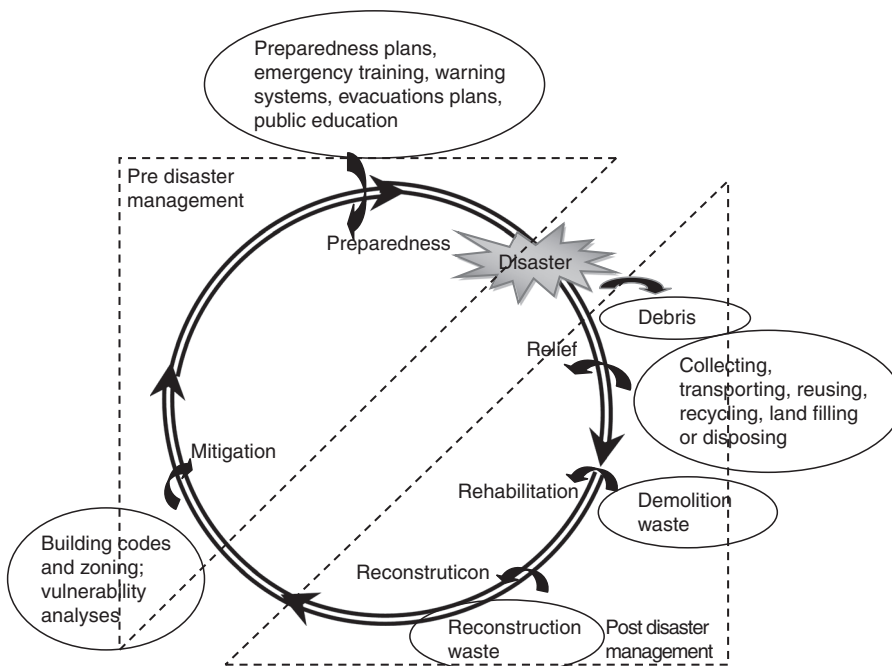 Preparedness plans,
emergency training, warning
systems, evacuations plans,
public education
Pre disaster
management
Preparedness
Disaster
Debris
Relief
Collecting,
transporting, reusing,
recycling, land filling
or disposing
Mitigation
Rehabilitation
Demolition
waste
Building codes
and zoning;
vulnerability
analyses
Reconstruticon
Reconstruction
waste
Post disaster
management